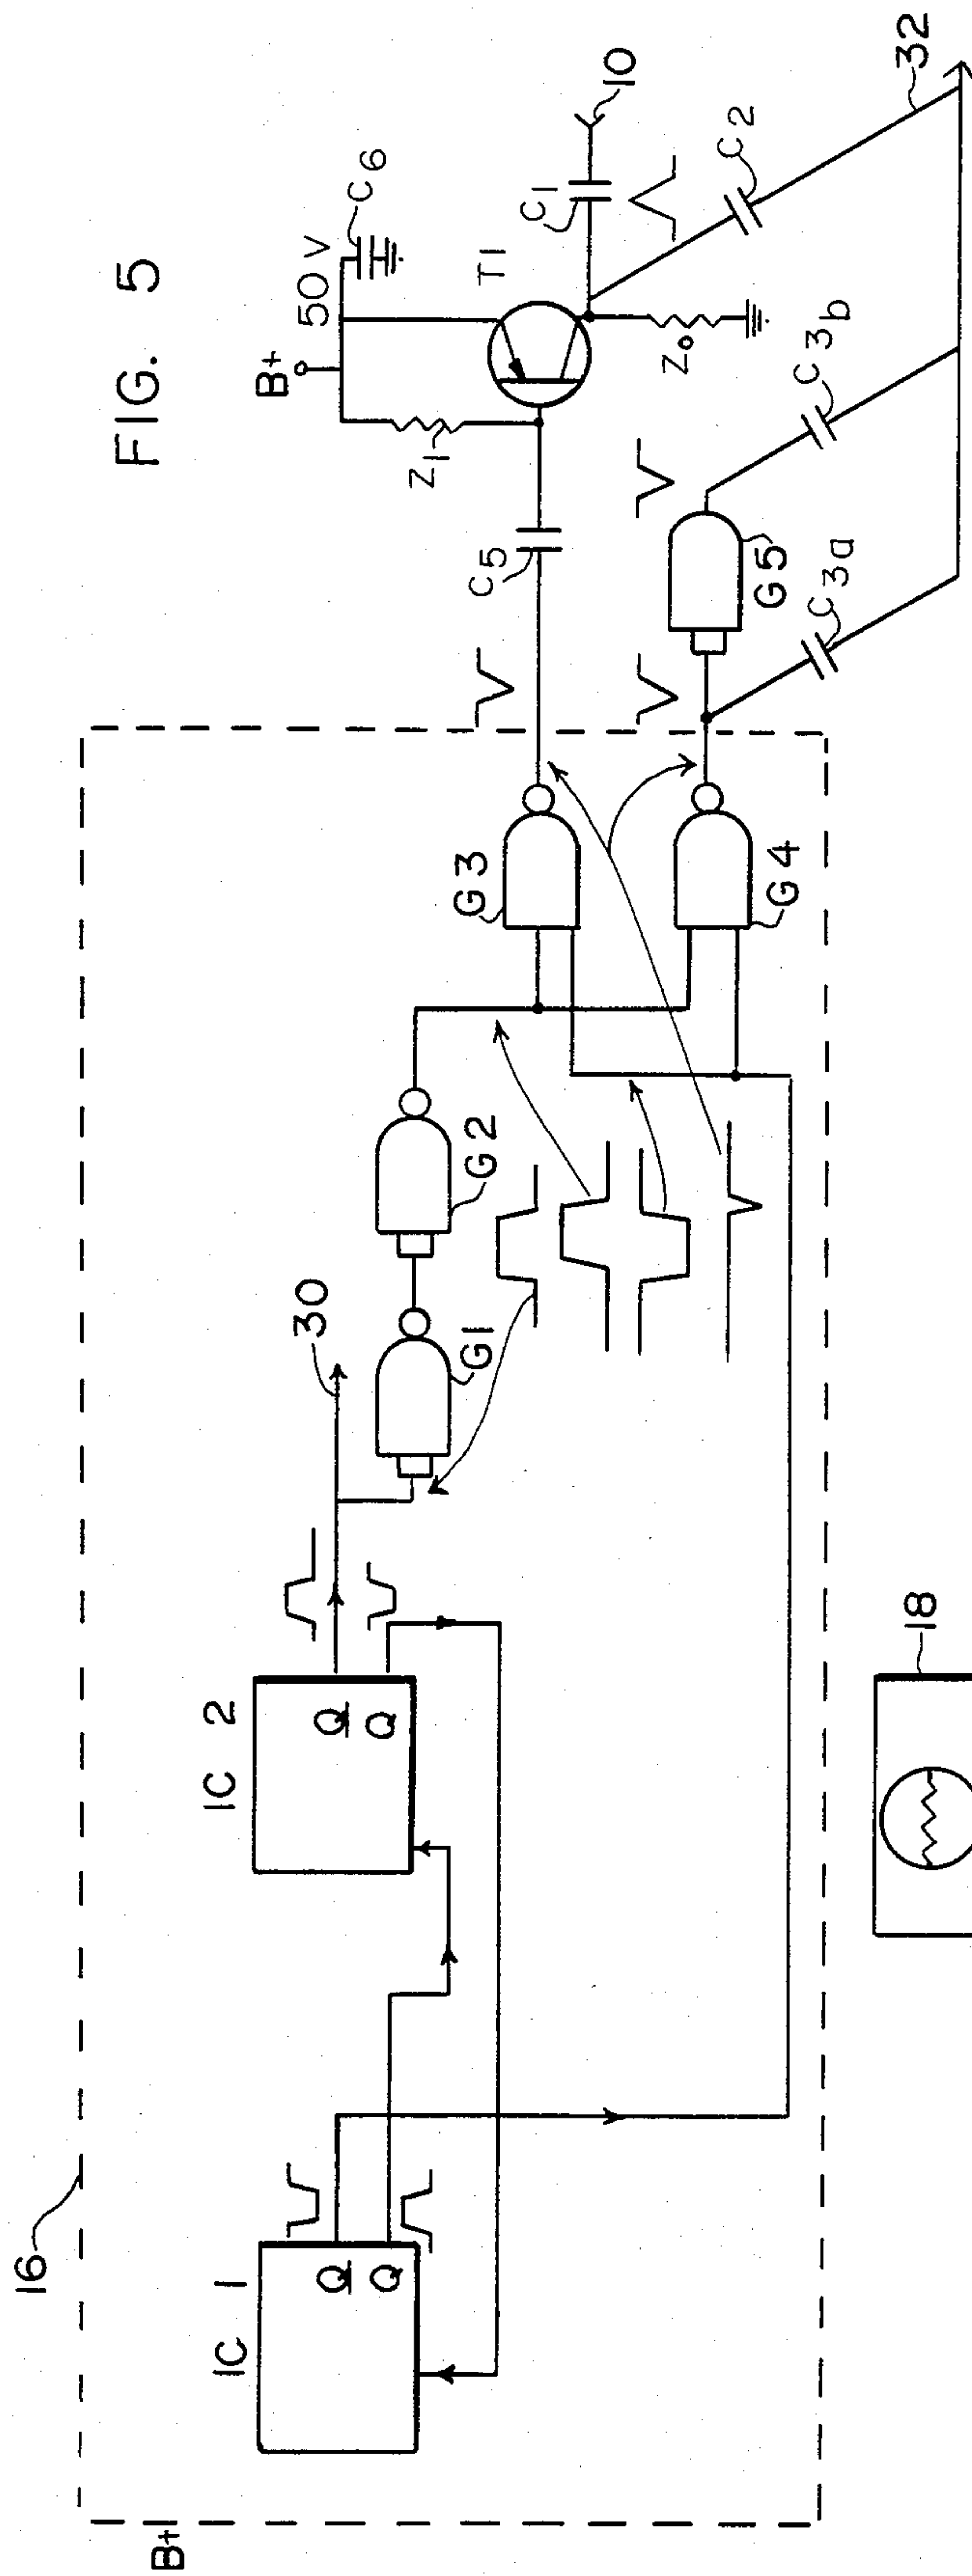 FIG. 5
16
B+
IC 1
Q
Q
IC 2
Q
Q
30
G1
G2
G3
G4
G5
C5
Z1
B+
50V
C6
T1
C1
10
Z0
C2
C3a
C3b
32
18